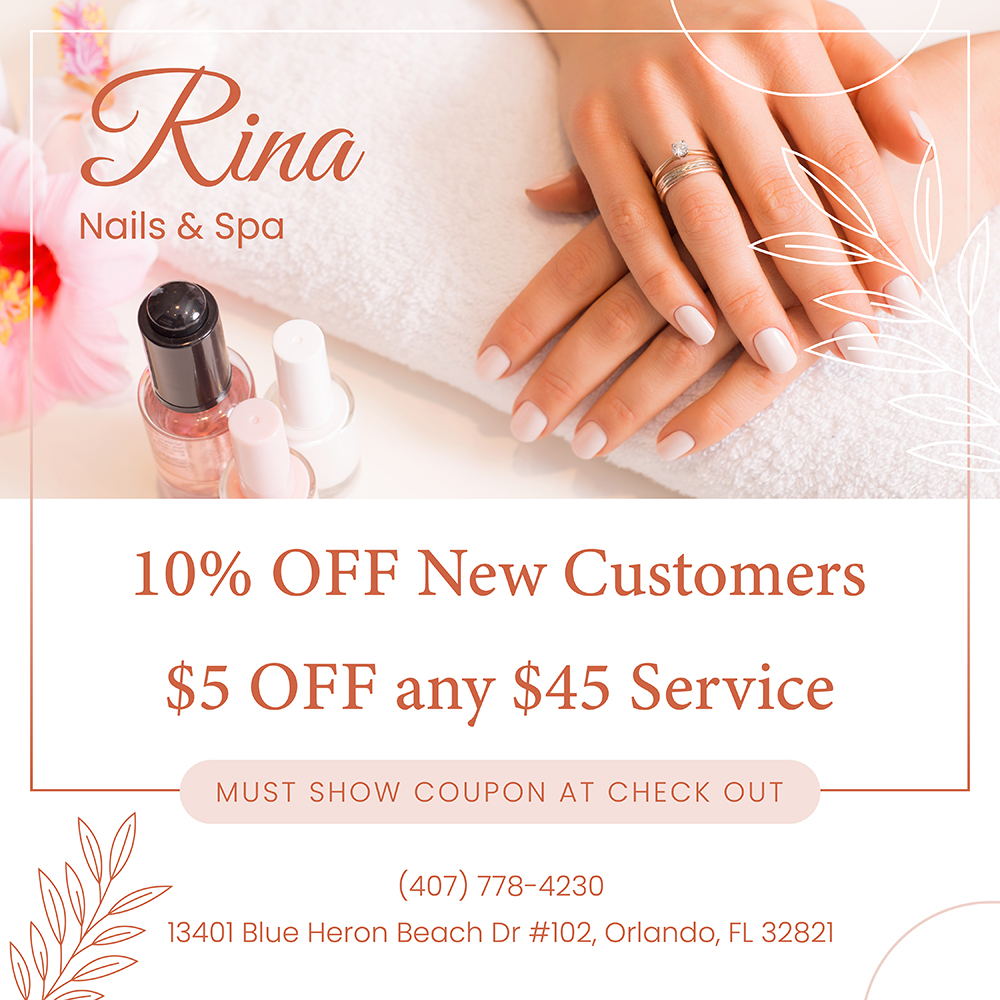 Rina
Nails & Spa
10% OFF New Customers
$5 OFF any $45 Service
MUST SHOW COUPON AT CHECK OUT
(407) 778-4230
13401 Blue Heron Beach Dr #102, Orlando, FL 32821